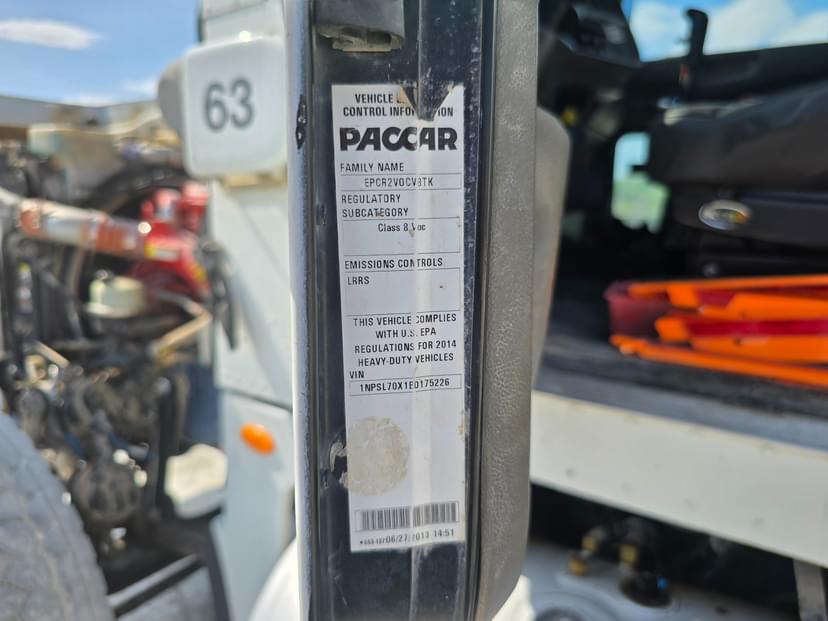 63
VEHICLE
CONTROL INFORMATION
PACCAR
FAMILY NAME
EPCR2VOCV8TK
REGULATORY
SUBCATEGORY
Class 8 Voc
EMISSIONS CONTROLS
LRRS
THIS VEHICLE COMPLIES
WITH U.S. EPA
REGULATIONS FOR 2014
HEAVY-DUTY VEHICLES
VIN
1NPSL70X1ED175226
06/27/2013 14:51